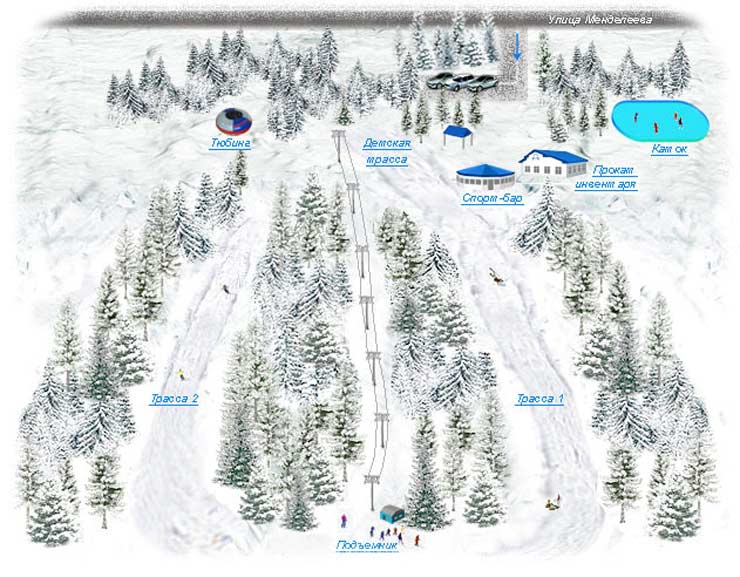 Улица Менделеева
Тюбинг
Детская
трасса
Каток
Прокат
инвентаря
Спорт-бар
Трасса 2
Трасса 1
Подъемник